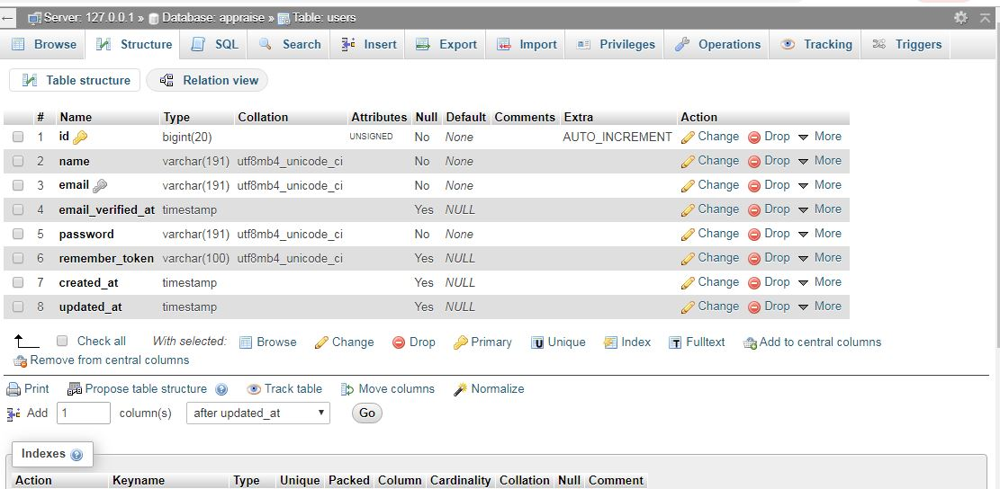 Server: 127.0.0.1 » Database: appraise » Table: users
Browse Structure SQL Search Insert Export Import Privileges Operations Tracking Triggers
Table structure Relation view
# Name Type Collation Attributes Null Default Comments Extra Action
1 id bigint(20) UNSIGNED No None AUTO_INCREMENT Change Drop More
2 name varchar(191) utf8mb4_unicode_ci No None Change Drop More
3 email varchar(191) utf8mb4_unicode_ci No None Change Drop More
4 email_verified_at timestamp Yes NULL Change Drop More
5 password varchar(191) utf8mb4_unicode_ci No None Change Drop More
6 remember_token varchar(100) utf8mb4_unicode_ci Yes NULL Change Drop More
7 created_at timestamp Yes NULL Change Drop More
8 updated_at timestamp Yes NULL Change Drop More
Check all With selected: Browse Change Drop Primary Unique Index Fulltext Add to central columns
Remove from central columns
Print Propose table structure Track table Move columns Normalize
Add 1 column(s) after updated_at Go
Indexes
Action Keyname Type Unique Packed Column Cardinality Collation Null Comment